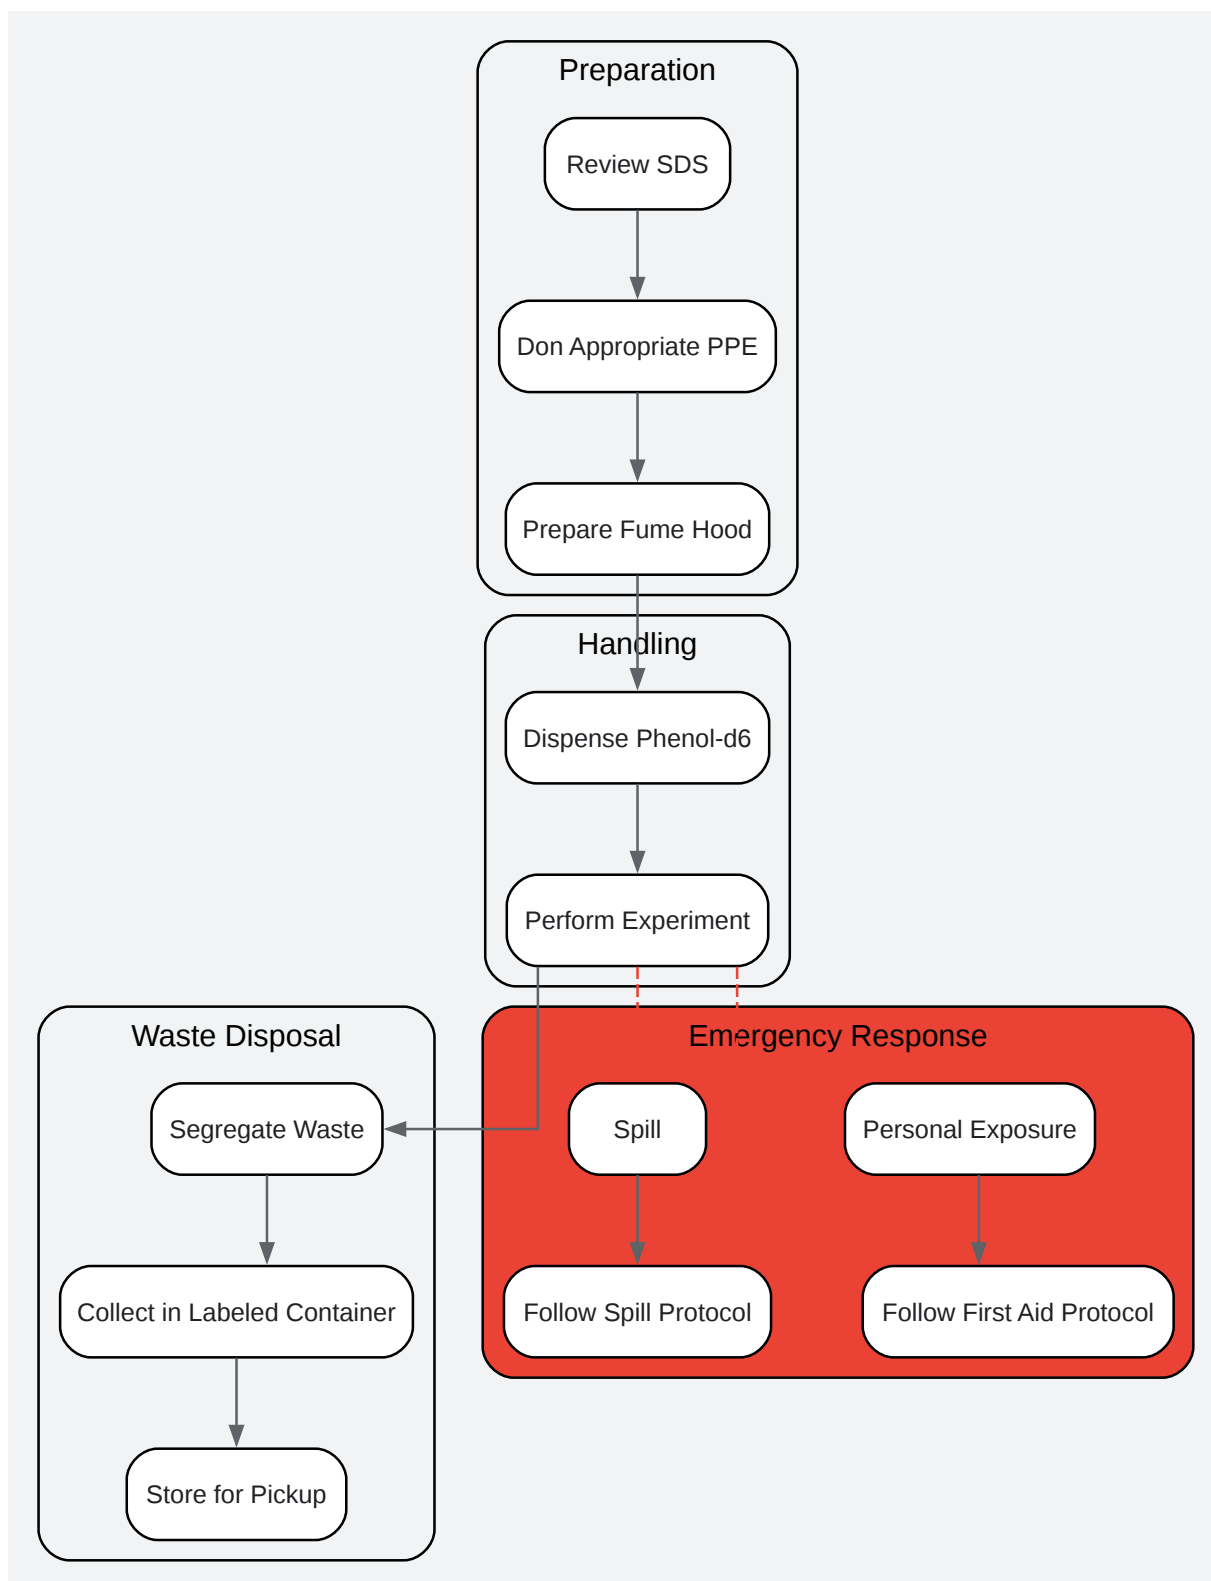 Preparation
Review SDS
Don Appropriate PPE
Prepare Fume Hood
Handling
Dispense Phenol-d6
Perform Experiment
Waste Disposal
Segregate Waste
Collect in Labeled Container
Store for Pickup
Emergency Response
Spill
Personal Exposure
Follow Spill Protocol
Follow First Aid Protocol